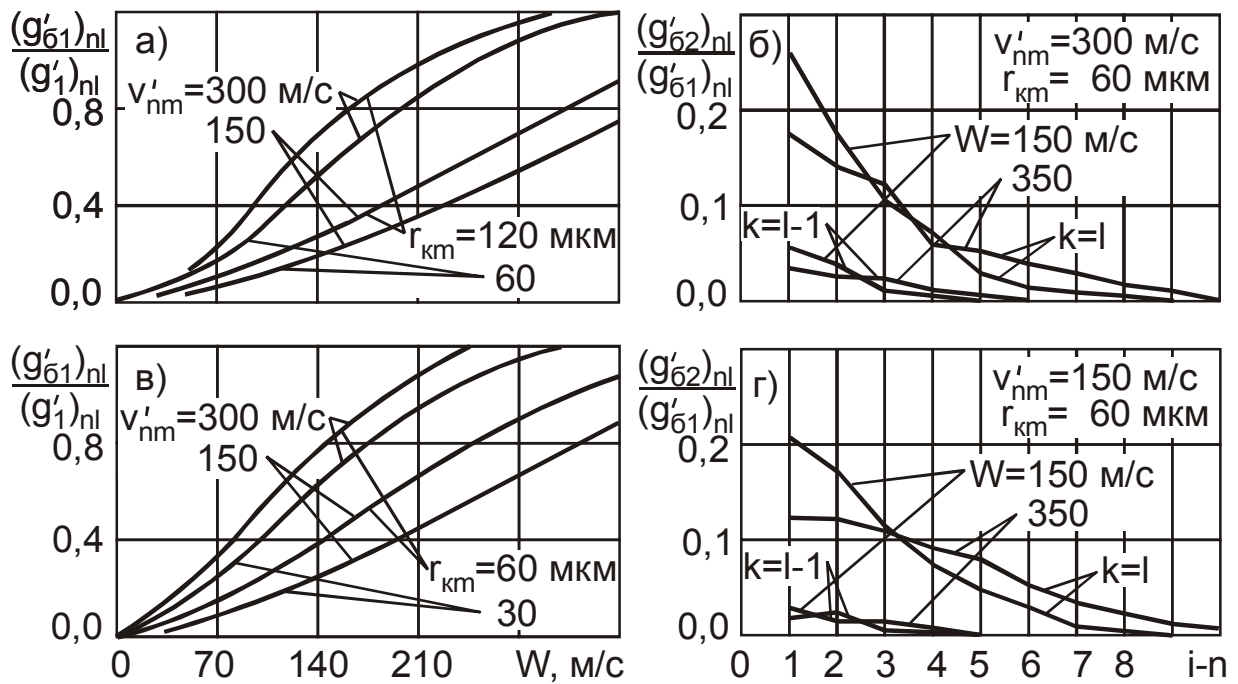 (g′б1)nl
(g′1)nl
а)
v′nm=300 м/с
0,8
150
0,4
rкm=120 мкм
60
0,0
(g′б2)nl
(g′б1)nl
б)
v′nm=300 м/с
rкm= 60 мкм
0,2
W=150 м/с
350
0,1
k=l-1
k=l
0,0
(g′б1)nl
(g′1)nl
в)
v′nm=300 м/с
0,8
150
0,4
rкm=60 мкм
30
0,0
0 70 140 210 W, м/с
(g′б2)nl
(g′б1)nl
г)
v′nm=150 м/с
rкm= 60 мкм
0,2
W=150 м/с
350
0,1
k=l-1
k=l
0,0
0 1 2 3 4 5 6 7 8 i-n